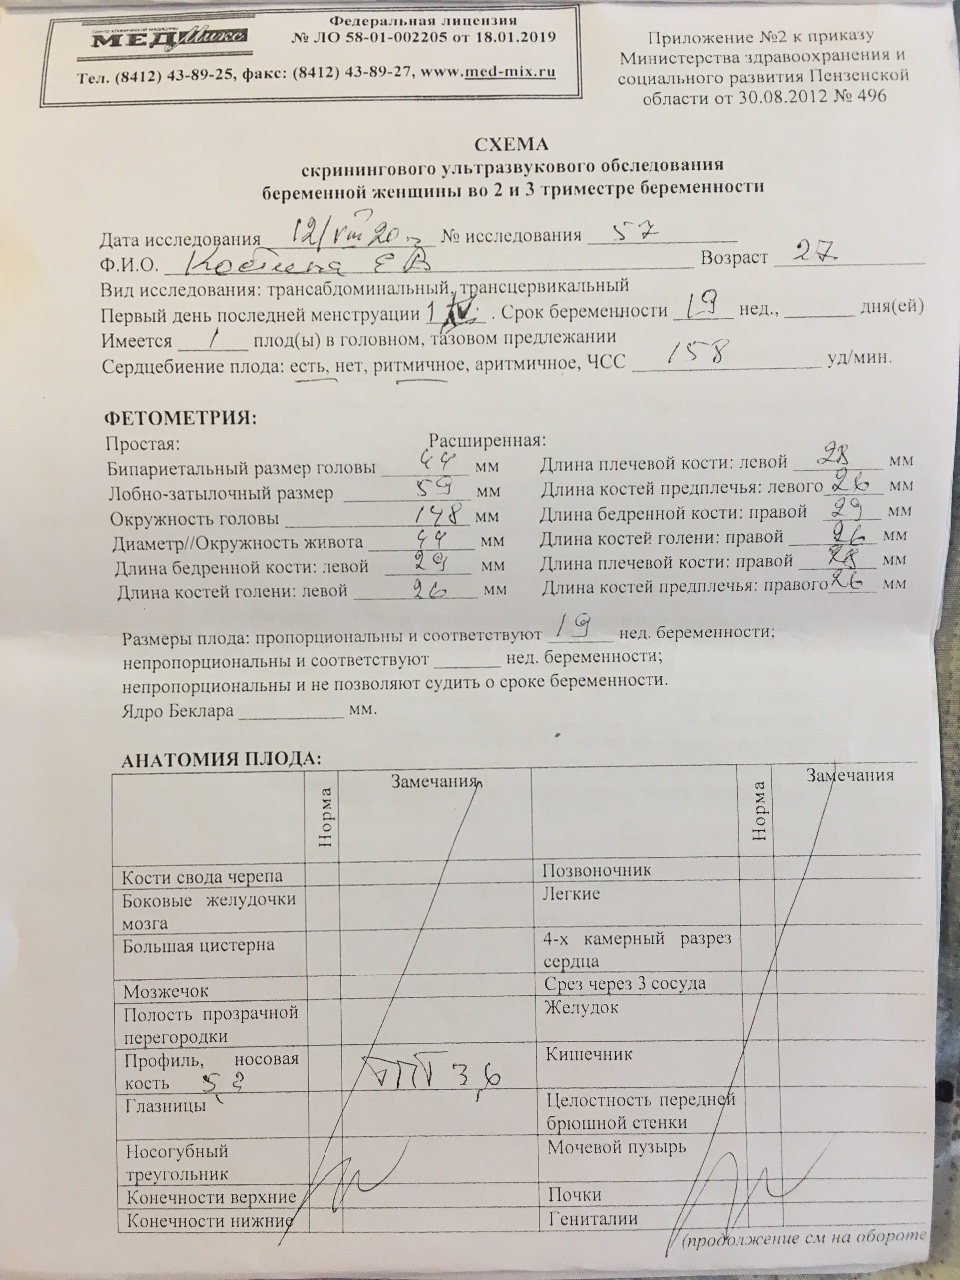 МЕДМикс
Федеральная лицензия
№ ЛО 58-01-002205 от 18.01.2019
Тел. (8412) 43-89-25, факс: (8412) 43-89-27, www.med-mix.ru
Приложение №2 к приказу
Министерства здравоохранения и
социального развития Пензенской
области от 30.08.2012 № 496
СХЕМА
скринингового ультразвукового обследования
беременной женщины во 2 и 3 триместре беременности
Дата исследования 12/VIII 20 г. № исследования 57
Ф.И.О. Костина Е В Возраст 27
Вид исследования: трансабдоминальный, трансцервикальный
Первый день последней менструации 1 IV. Срок беременности 19 нед., дня(ей)
Имеется 1 плод(ы) в головном, тазовом предлежании
Сердцебиение плода: есть, нет, ритмичное, аритмичное, ЧСС 158 уд/мин.
ФЕТОМЕТРИЯ:
Простая: Расширенная:
Бипариетальный размер головы 44 мм Длина плечевой кости: левой 28 мм
Лобно-затылочный размер 59 мм Длина костей предплечья: левого 26 мм
Окружность головы 148 мм Длина бедренной кости: правой 29 мм
Диаметр//Окружность живота 44 мм Длина костей голени: правой 26 мм
Длина бедренной кости: левой 29 мм Длина плечевой кости: правой 28 мм
Длина костей голени: левой 26 мм Длина костей предплечья: правого 26 мм
Размеры плода: пропорциональны и соответствуют 19 нед. беременности;
непропорциональны и соответствуют нед. беременности;
непропорциональны и не позволяют судить о сроке беременности.
Ядро Беклара мм.
АНАТОМИЯ ПЛОДА:
Норма Замечания Норма Замечания
Кости свода черепа Позвоночник
Боковые желудочки Легкие
мозга
Большая цистерна 4-х камерный разрез
сердца
Мозжечок Срез через 3 сосуда
Полость прозрачной Желудок
перегородки
Профиль, носовая Кишечник
кость 5,2 ПТ 3,6
Глазницы Целостность передней
брюшной стенки
Носогубный Мочевой пузырь
треугольник
Конечности верхние Почки
Конечности нижние Гениталии
(продолжение см на обороте